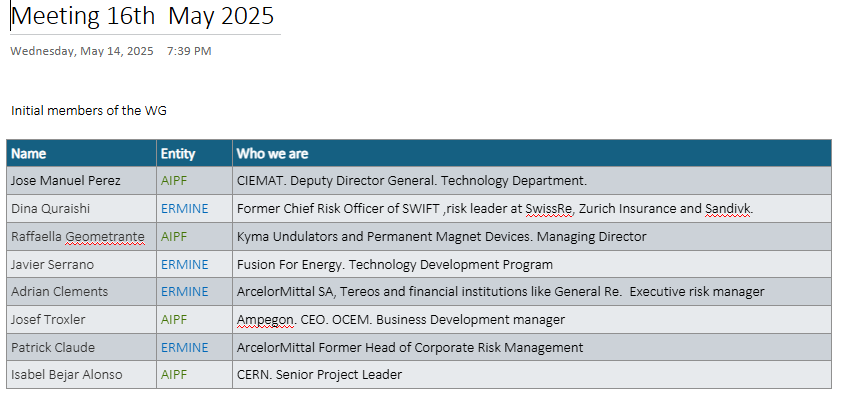 Meeting 16th  May 2025
Wednesday, May 14, 2025    7:39 PM
Initial members of the WG
Name Entity Who we are
Jose Manuel Perez AIPF CIEMAT. Deputy Director General. Technology Department.
Dina Quraishi ERMINE Former Chief Risk Officer of SWIFT ,risk leader at SwissRe, Zurich Insurance and Sandivk.
Raffaella Geometrante AIPF Kyma Undulators and Permanent Magnet Devices. Managing Director
Javier Serrano ERMINE Fusion For Energy. Technology Development Program
Adrian Clements ERMINE ArcelorMittal SA, Tereos and financial institutions like General Re.  Executive risk manager
Josef Troxler AIPF Ampegon. CEO. OCEM. Business Development manager
Patrick Claude ERMINE ArcelorMittal Former Head of Corporate Risk Management
Isabel Bejar Alonso AIPF CERN. Senior Project Leader